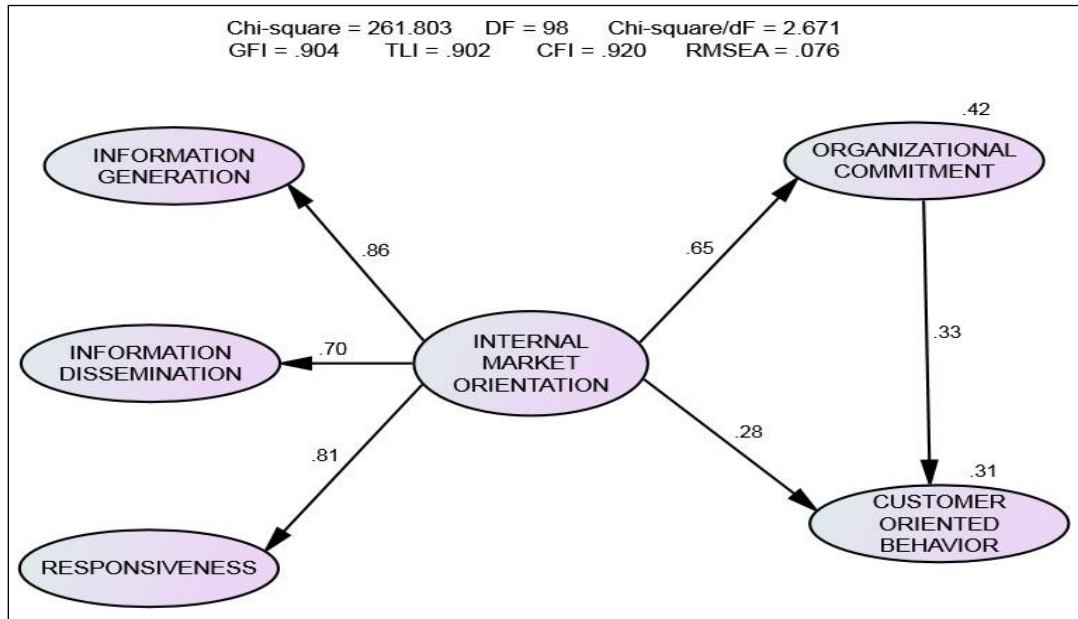 Chi-square = 261.803 DF = 98 Chi-square/dF = 2.671
GFI = .904 TLI = .902 CFI = .920 RMSEA = .076
INFORMATION
GENERATION
.42
ORGANIZATIONAL
COMMITMENT
.86
.65
INFORMATION
DISSEMINATION
.70
INTERNAL
MARKET
ORIENTATION
.33
.81
.28
RESPONSIVENESS
.31
CUSTOMER
ORIENTED
BEHAVIOR